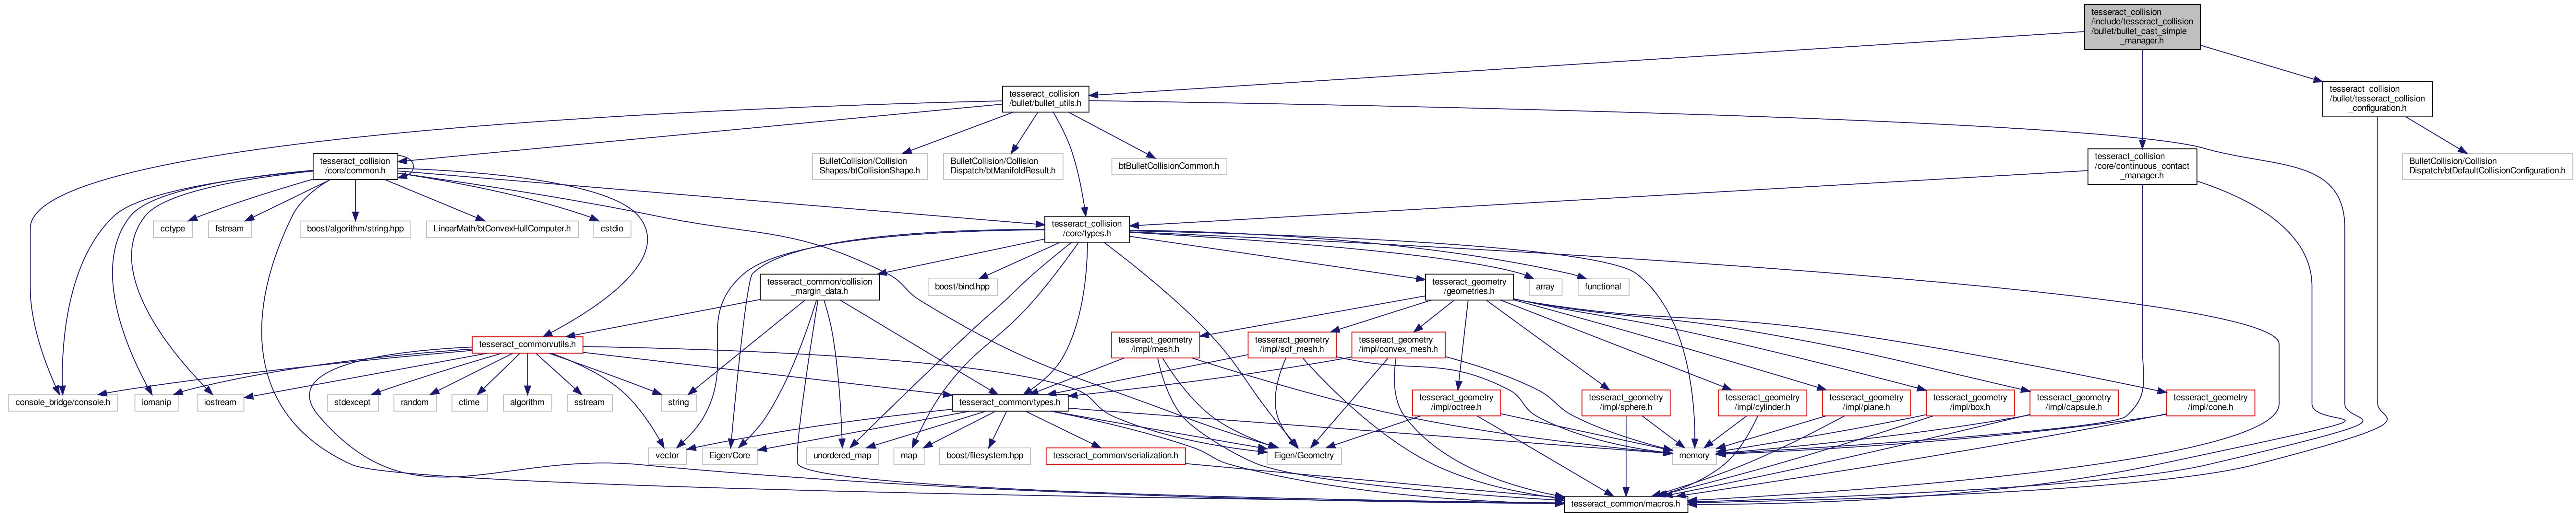 tesseract_collision
/include/tesseract_collision
/bullet/bullet_cast_simple
_manager.h
tesseract_collision
/bullet/bullet_utils.h
tesseract_collision
/bullet/tesseract_collision
_configuration.h
tesseract_collision
/core/common.h
BulletCollision/Collision
Shapes/btCollisionShape.h
BulletCollision/Collision
Dispatch/btManifoldResult.h
btBulletCollisionCommon.h
tesseract_collision
/core/continuous_contact
_manager.h
BulletCollision/Collision
Dispatch/btDefaultCollisionConfiguration.h
cctype
fstream
boost/algorithm/string.hpp
LinearMath/btConvexHullComputer.h
cstdio
tesseract_collision
/core/types.h
tesseract_common/collision
_margin_data.h
boost/bind.hpp
tesseract_geometry
/geometries.h
array
functional
tesseract_common/utils.h
tesseract_geometry
/impl/mesh.h
tesseract_geometry
/impl/sdf_mesh.h
tesseract_geometry
/impl/convex_mesh.h
console_bridge/console.h
iomanip
iostream
stdexcept
random
ctime
algorithm
sstream
string
tesseract_common/types.h
tesseract_geometry
/impl/octree.h
tesseract_geometry
/impl/sphere.h
tesseract_geometry
/impl/cylinder.h
tesseract_geometry
/impl/plane.h
tesseract_geometry
/impl/box.h
tesseract_geometry
/impl/capsule.h
tesseract_geometry
/impl/cone.h
vector
Eigen/Core
unordered_map
map
boost/filesystem.hpp
tesseract_common/serialization.h
Eigen/Geometry
memory
tesseract_common/macros.h